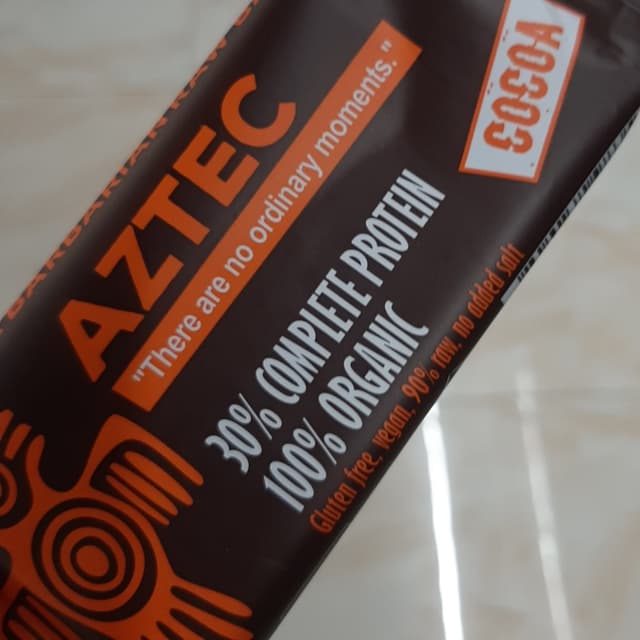 AZTEC
"There are no ordinary moments."
COCOA
30% COMPLETE PROTEIN
100% ORGANIC
Gluten free, vegan, 90% raw, no added salt